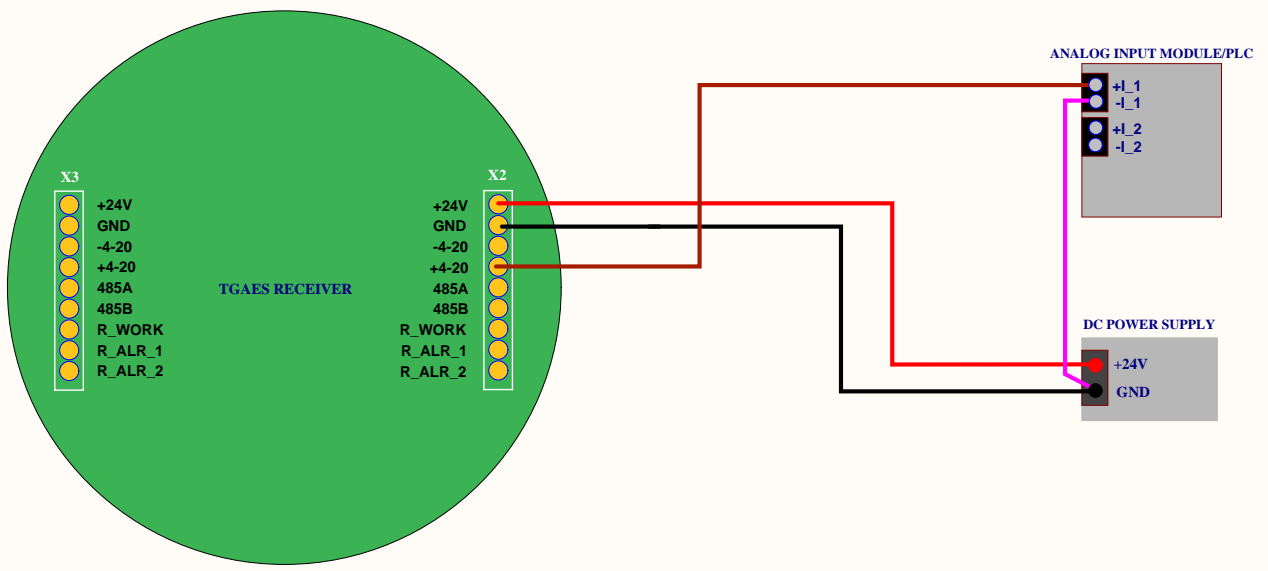 ANALOG INPUT MODULE/PLC
+I_1
-I_1
+I_2
-I_2
X3
+24V
GND
-4-20
+4-20
485A
485B
R_WORK
R_ALR_1
R_ALR_2
TGAES RECEIVER
X2
+24V
GND
-4-20
+4-20
485A
485B
R_WORK
R_ALR_1
R_ALR_2
DC POWER SUPPLY
+24V
GND